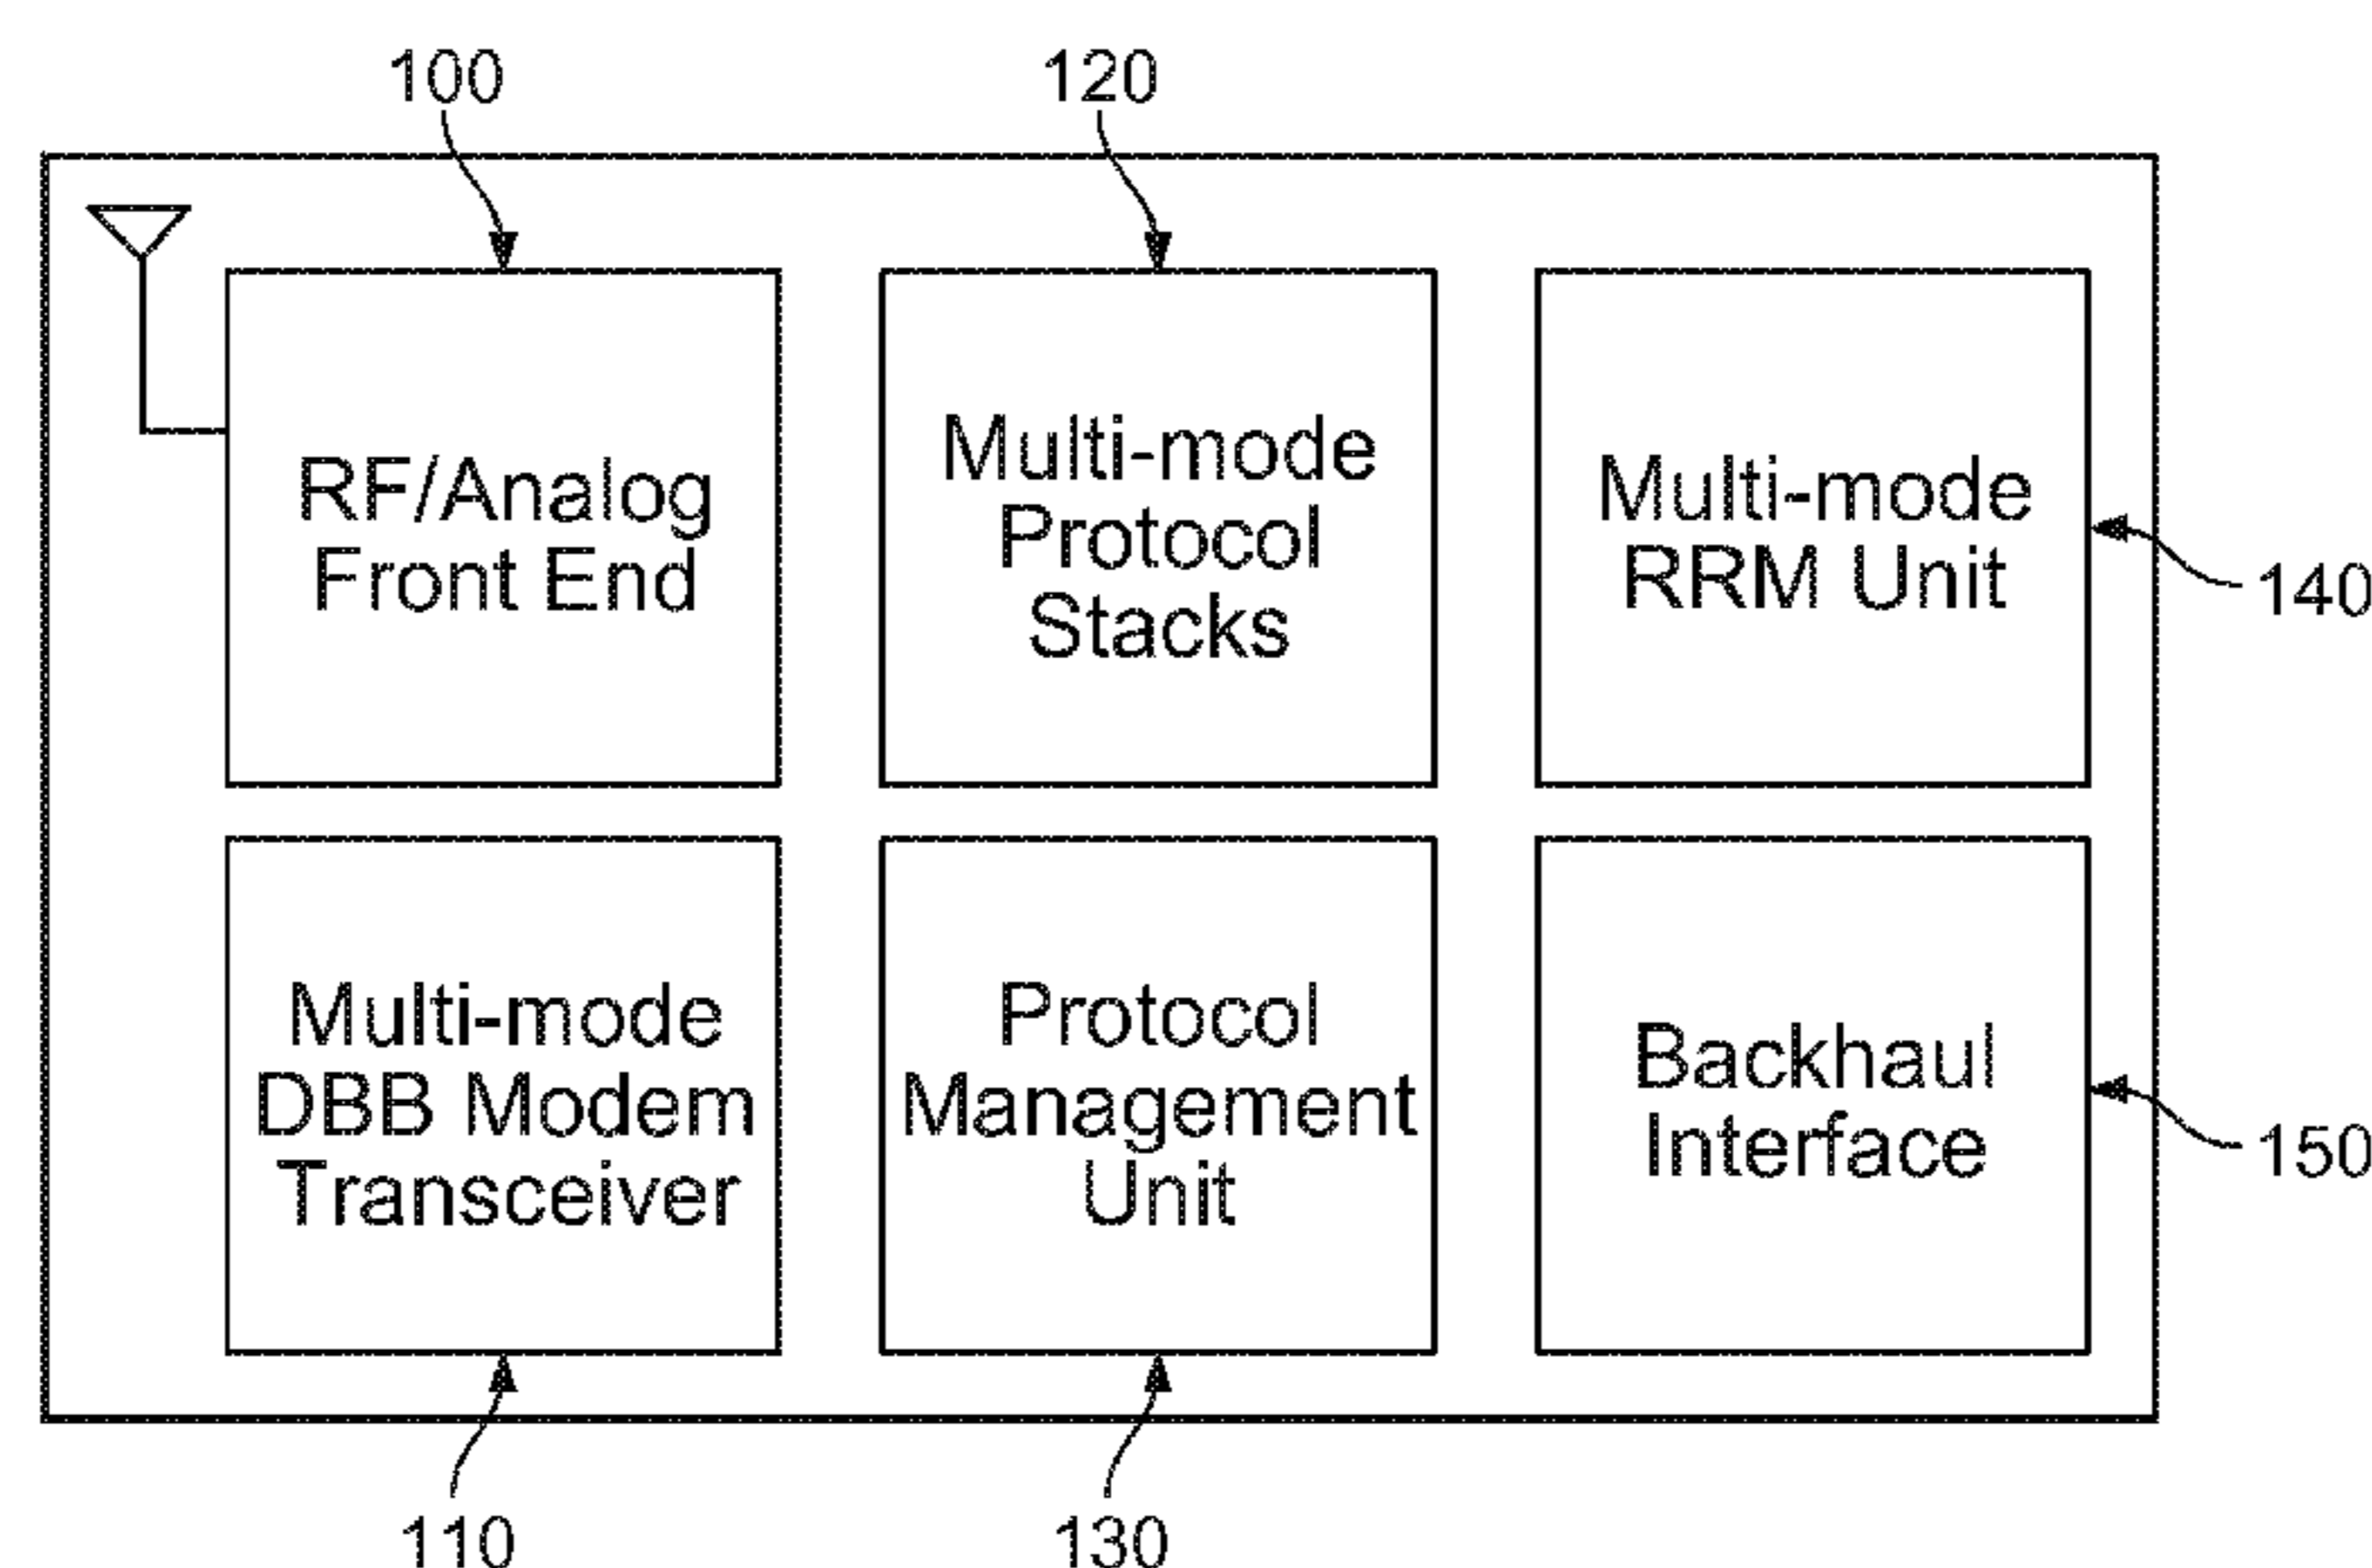 100
120
RF/Analog
Front End
Multi-mode
Protocol
Stacks
Multi-mode
RRM Unit
140
Multi-mode
DBB Modem
Transceiver
Protocol
Management
Unit
Backhaul
Interface
150
110
130